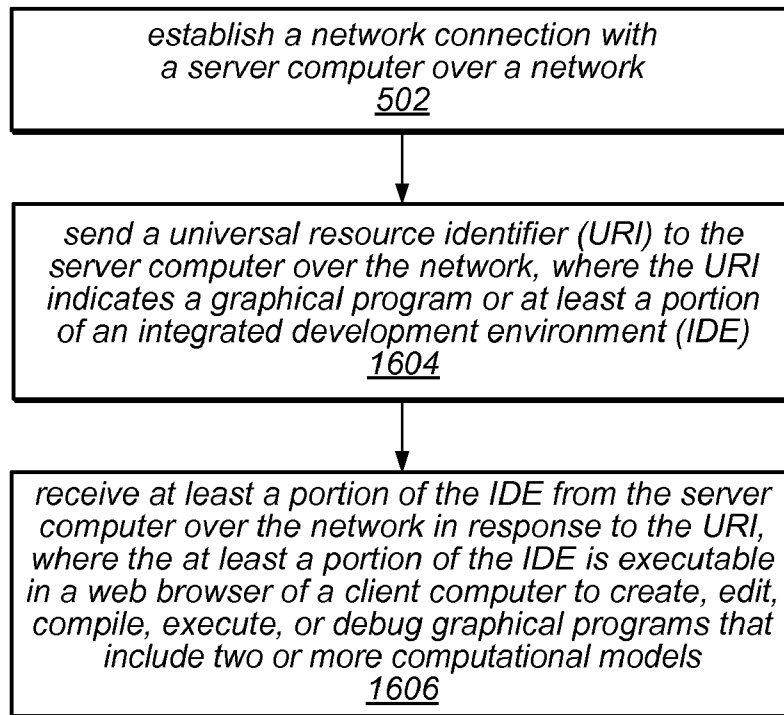 establish a network connection with
a server computer over a network
502
send a universal resource identifier (URI) to the
server computer over the network, where the URI
indicates a graphical program or at least a portion
of an integrated development environment (IDE)
1604
receive at least a portion of the IDE from the server
computer over the network in response to the URI,
where the at least a portion of the IDE is executable
in a web browser of a client computer to create, edit,
compile, execute, or debug graphical programs that
include two or more computational models
1606